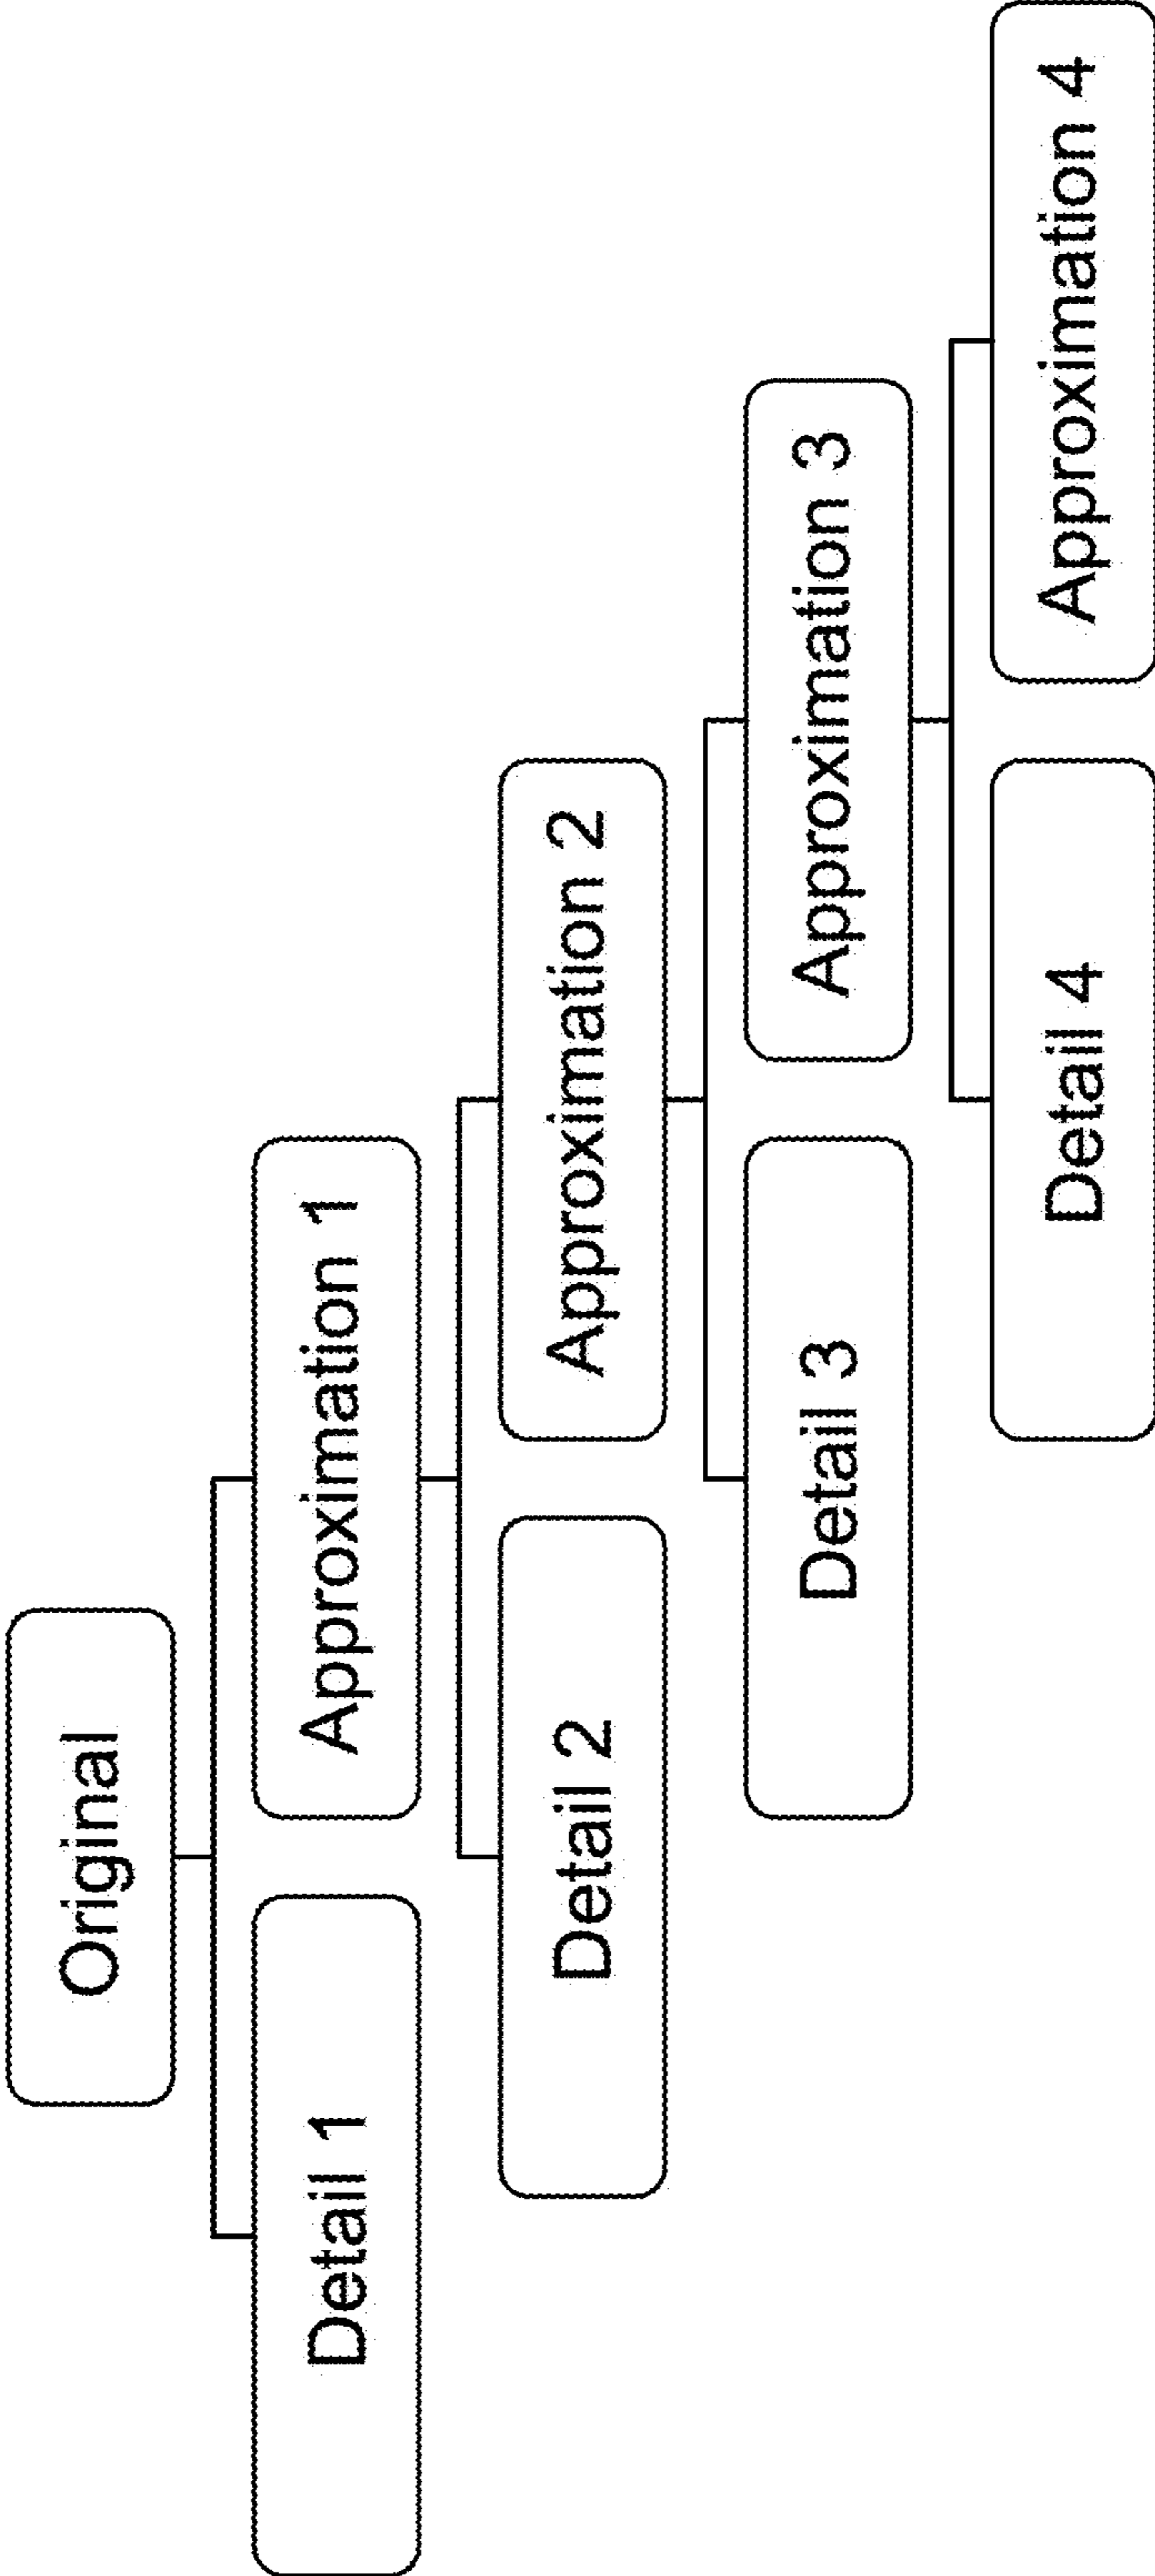 Original
Detail 1
Approximation 1
Detail 2
Approximation 2
Detail 3
Approximation 3
Detail 4
Approximation 4